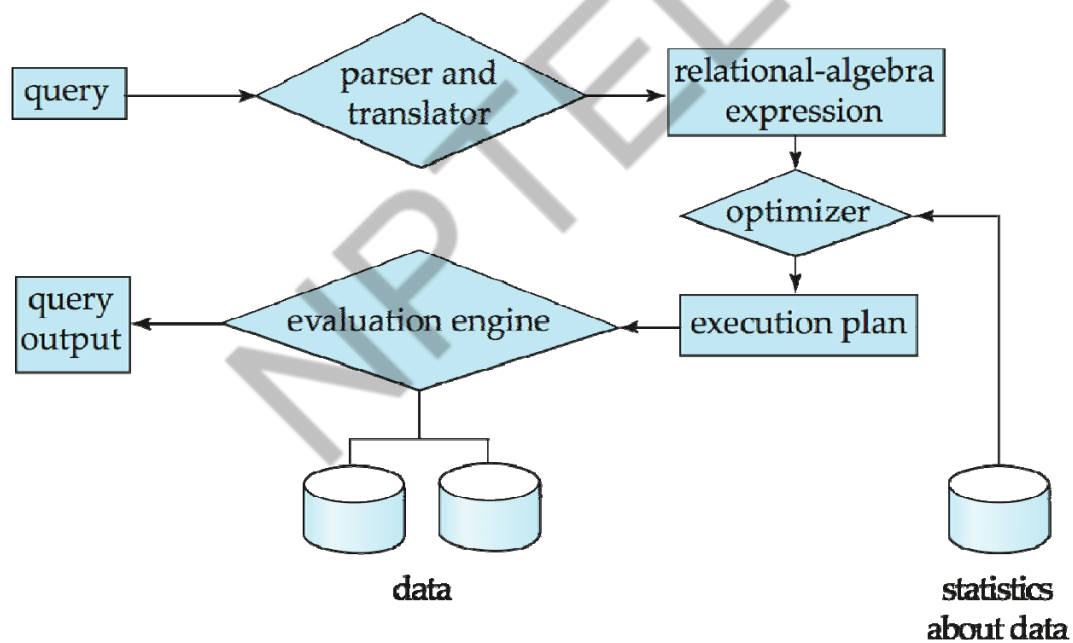 query
parser and
translator
relational-algebra
expression
optimizer
query
output
evaluation engine
execution plan
data
statistics
about data
NPTEL